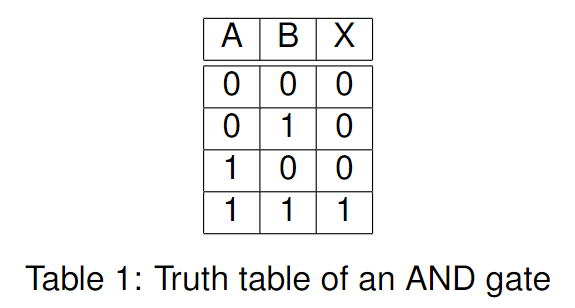 A B X
0 0 0
0 1 0
1 0 0
1 1 1
Table 1: Truth table of an AND gate